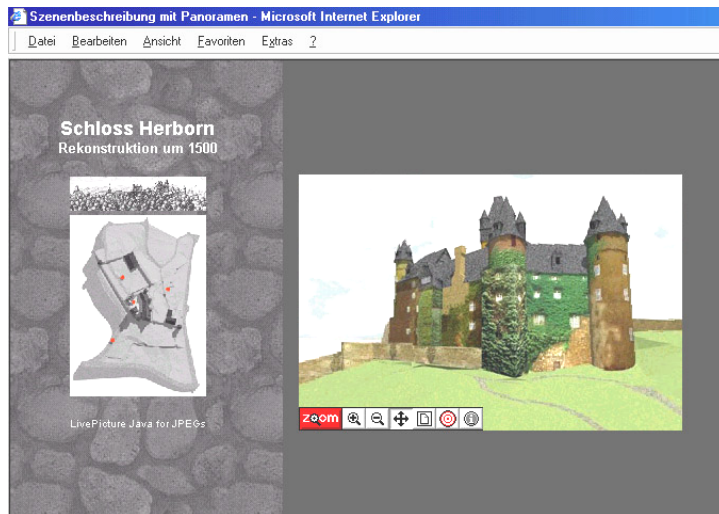 Szenenbeschreibung mit Panoramen - Microsoft Internet Explorer
Datei Bearbeiten Ansicht Favoriten Extras ?
Schloss Herborn
Rekonstruktion um 1500
LivePicture Java for JPEGs
zoom